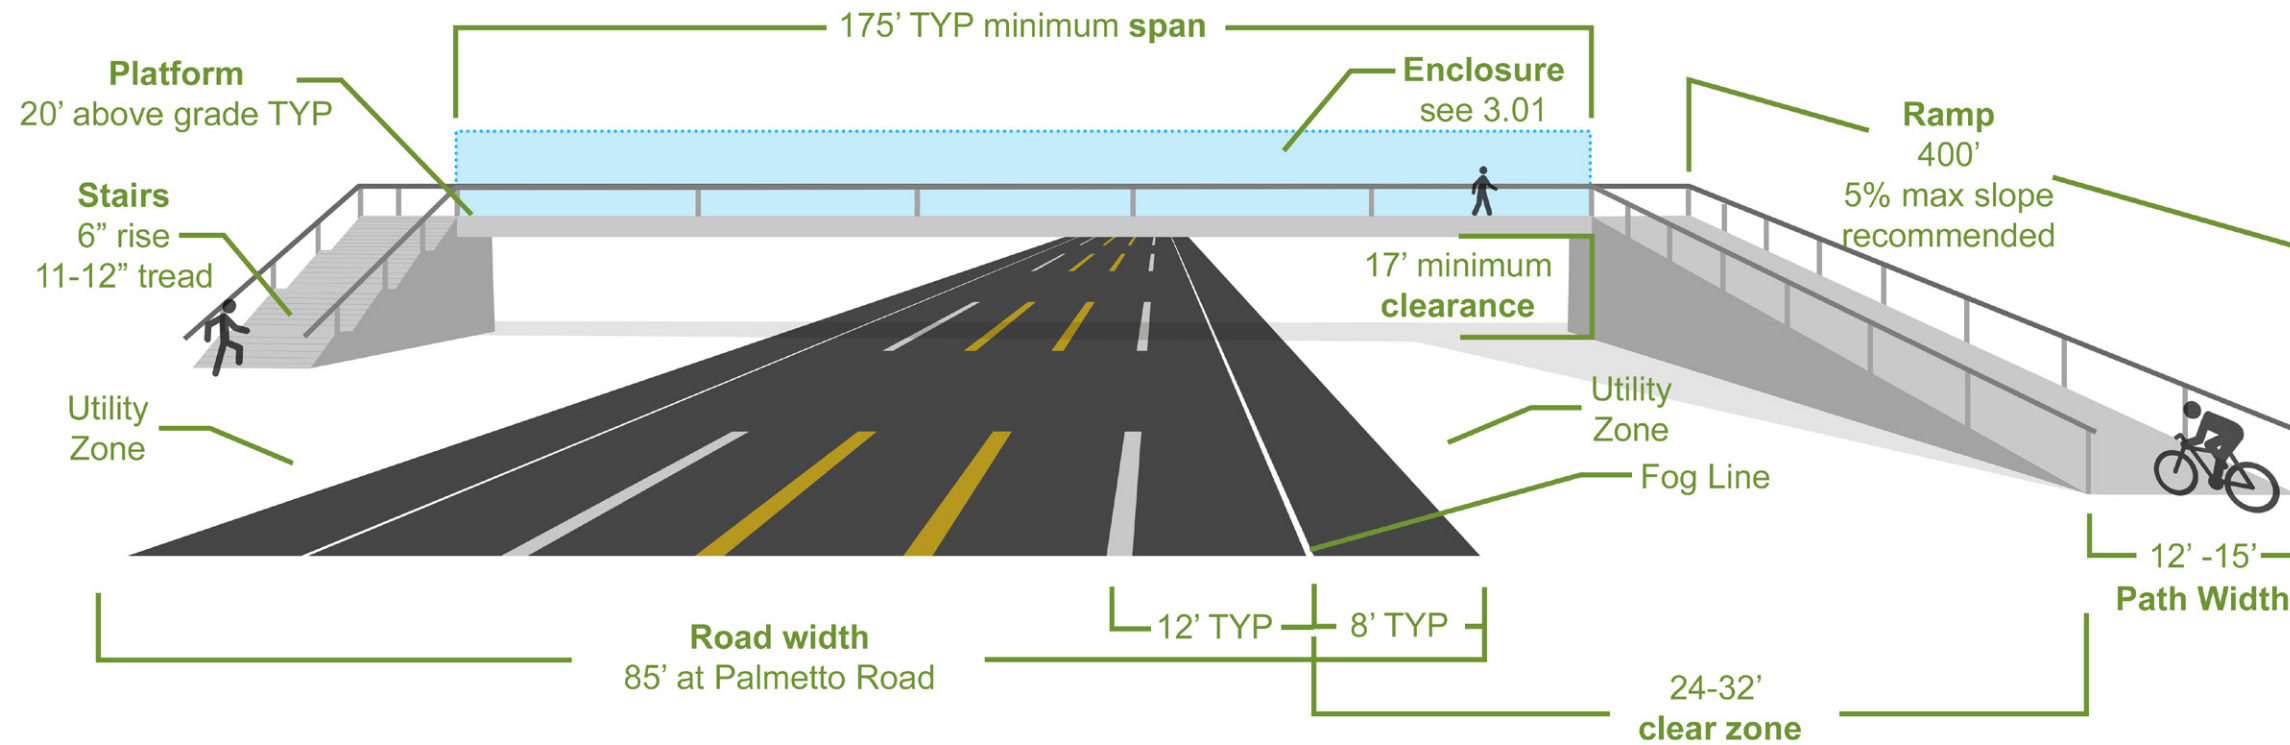 175’ TYP minimum span
Platform
20’ above grade TYP
Enclosure
see 3.01
Ramp
400’
5% max slope
recommended
Stairs
6” rise
11-12” tread
17’ minimum
clearance
Utility
Zone
Utility
Zone
Fog Line
12’ -15’
Path Width
12’ TYP
8’ TYP
Road width
85’ at Palmetto Road
24-32’
clear zone